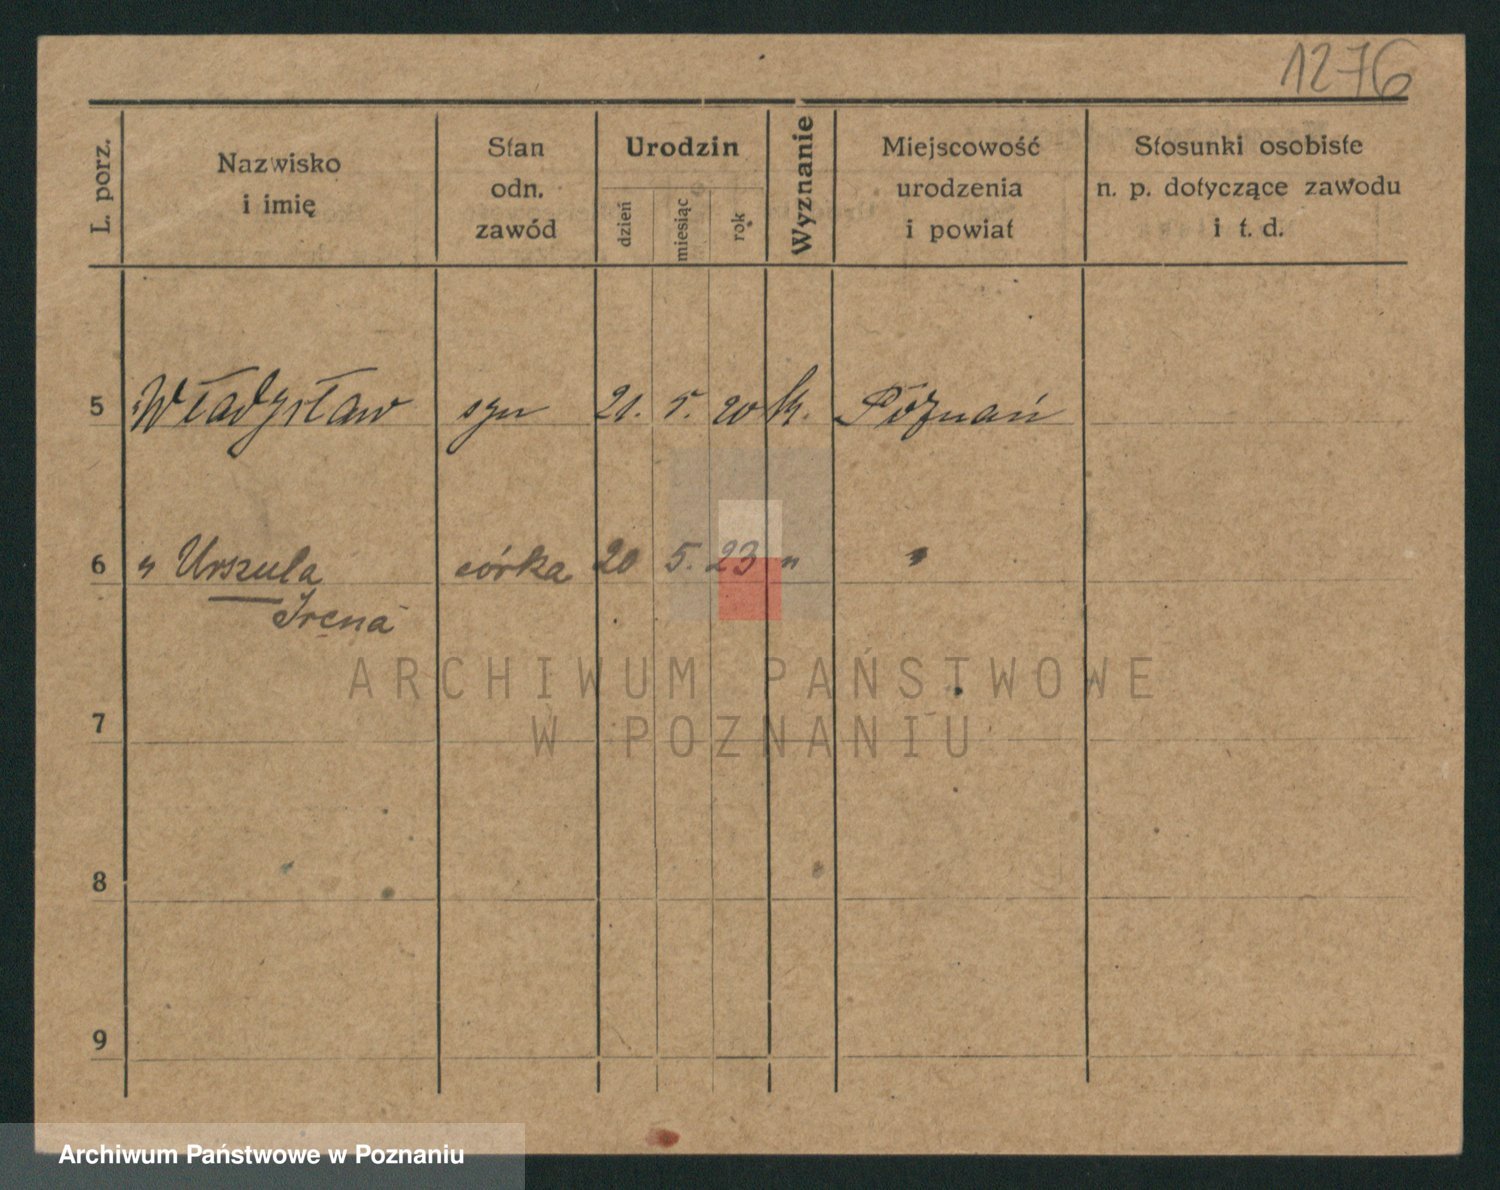 1276
L. porz.
Nazwisko
i imię
Stan
odn.
zawód
Urodzin
dzień
miesiąc
rok
Wyznanie
Miejscowość
urodzenia
i powiat
Stosunki osobiste
n. p. dotyczące zawodu
i t. d.
5 Władysław syn 21. 5. 20 k. Poznań
6 " Urszula córka 20 5. 23 " "
Irena
7
8
9
ARCHIWUM PAŃSTWOWE
W POZNANIU
Archiwum Państwowe w Poznaniu